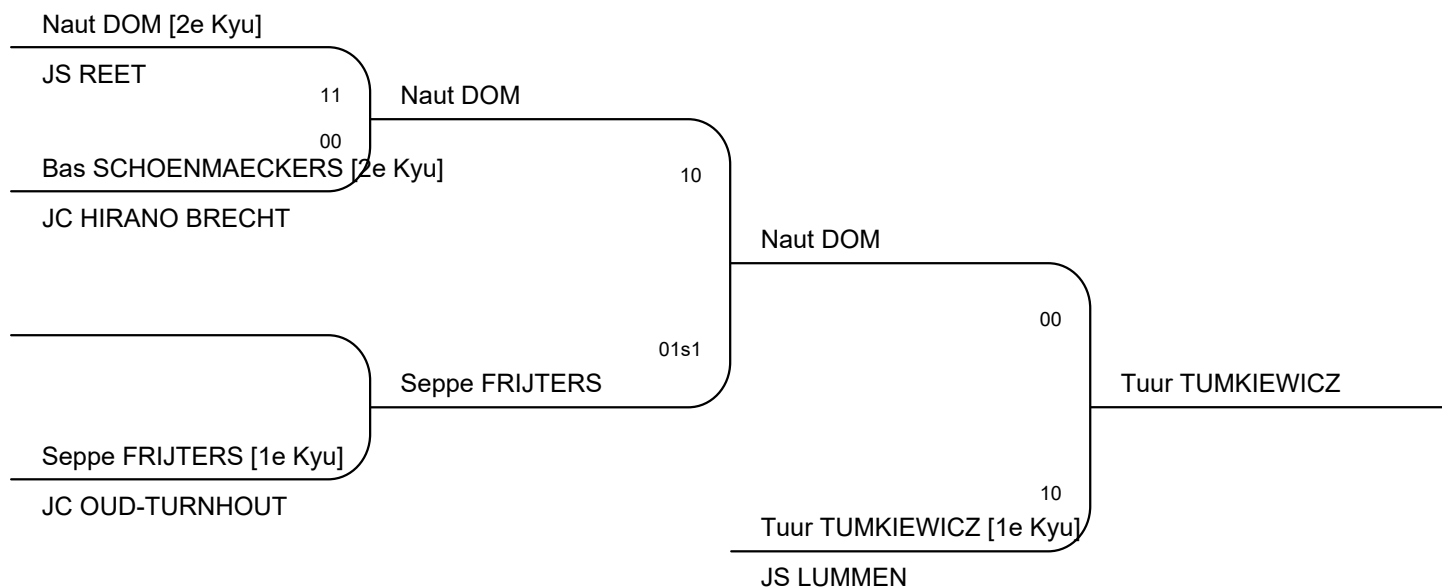 Naut DOM [2e Kyu]
JS REET
11
Naut DOM
00
Bas SCHOENMAECKERS [2e Kyu]
10
JC HIRANO BRECHT
Naut DOM
00
01s1
Seppe FRIJTERS
Tuur TUMKIEWICZ
Seppe FRIJTERS [1e Kyu]
JC OUD-TURNHOUT
10
Tuur TUMKIEWICZ [1e Kyu]
JS LUMMEN